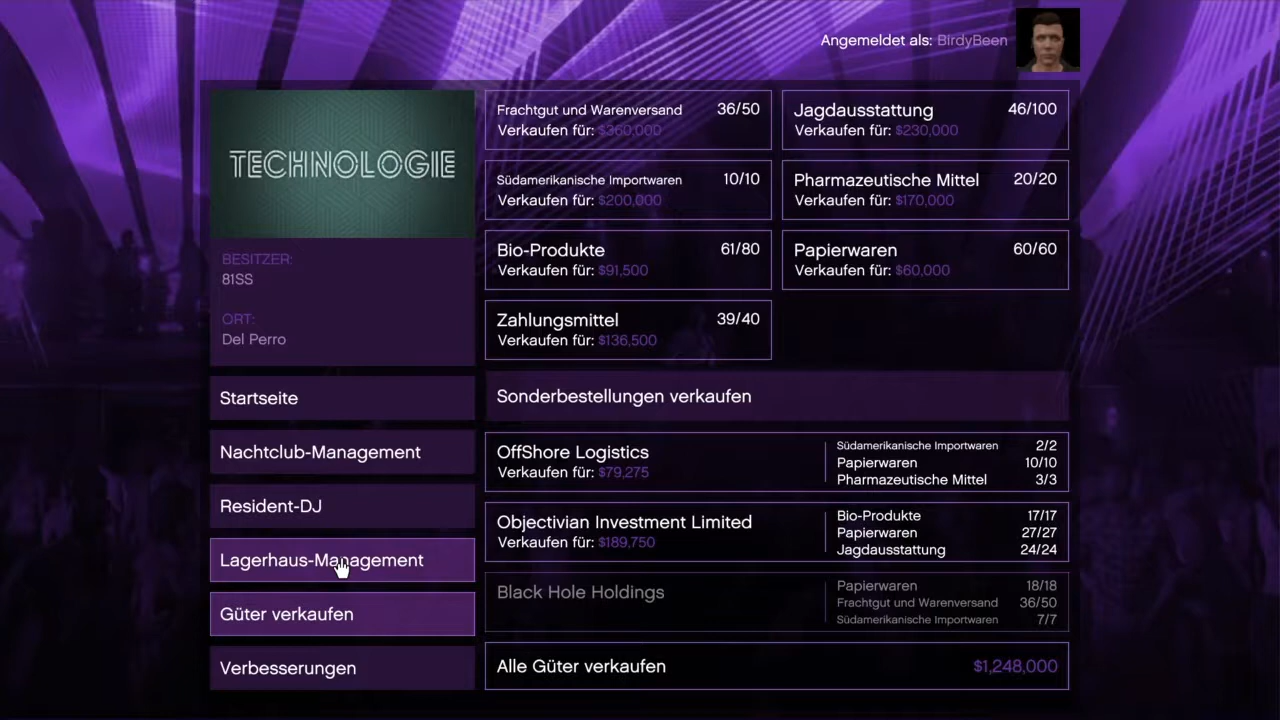 Angemeldet als: BirdyBeen
TECHNOLOGIE
BESITZER:
81SS
ORT:
Del Perro
Startseite
Nachtclub-Management
Resident-DJ
Lagerhaus-Management
Güter verkaufen
Verbesserungen
Frachtgut und Warenversand 36/50
Verkaufen für: $360,000
Jagdausstattung 46/100
Verkaufen für: $230,000
Südamerikanische Importwaren 10/10
Verkaufen für: $200,000
Pharmazeutische Mittel 20/20
Verkaufen für: $170,000
Bio-Produkte 61/80
Verkaufen für: $91,500
Papierwaren 60/60
Verkaufen für: $60,000
Zahlungsmittel 39/40
Verkaufen für: $136,500
Sonderbestellungen verkaufen
OffShore Logistics
Verkaufen für: $79,275
Südamerikanische Importwaren 2/2
Papierwaren 10/10
Pharmazeutische Mittel 3/3
Objectivian Investment Limited
Verkaufen für: $189,750
Bio-Produkte 17/17
Papierwaren 27/27
Jagdausstattung 24/24
Black Hole Holdings
Papierwaren 18/18
Frachtgut und Warenversand 36/50
Südamerikanische Importwaren 7/7
Alle Güter verkaufen $1,248,000